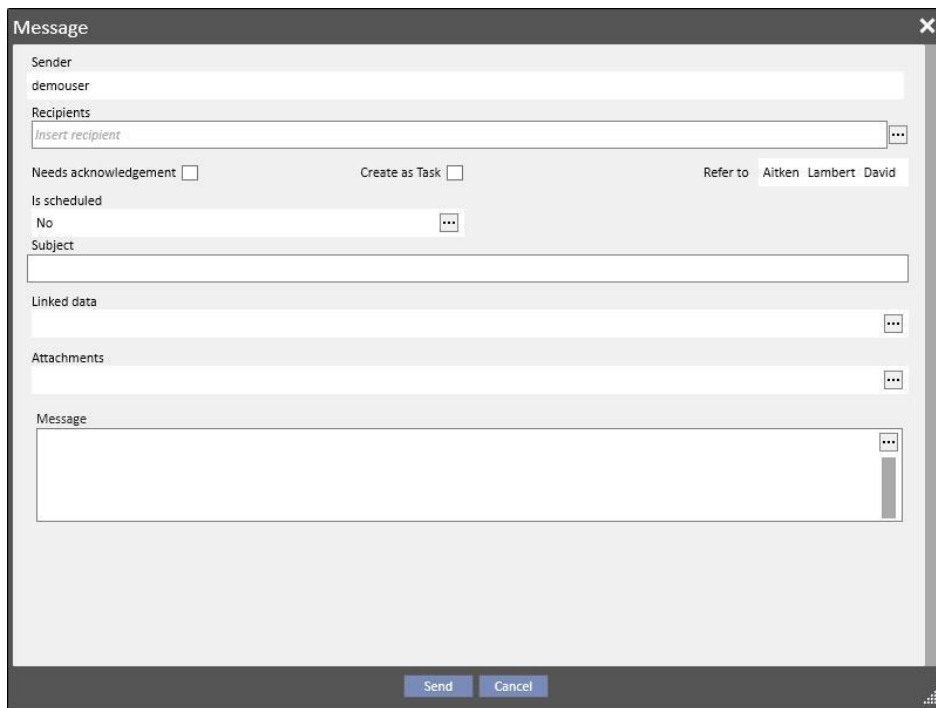 Message
Sender
demouser
Recipients
Insert recipient
...
Needs acknowledgement Create as Task Refer to Aitken Lambert David
Is scheduled
No ...
Subject
Linked data
...
Attachments
...
Message
...
Send Cancel